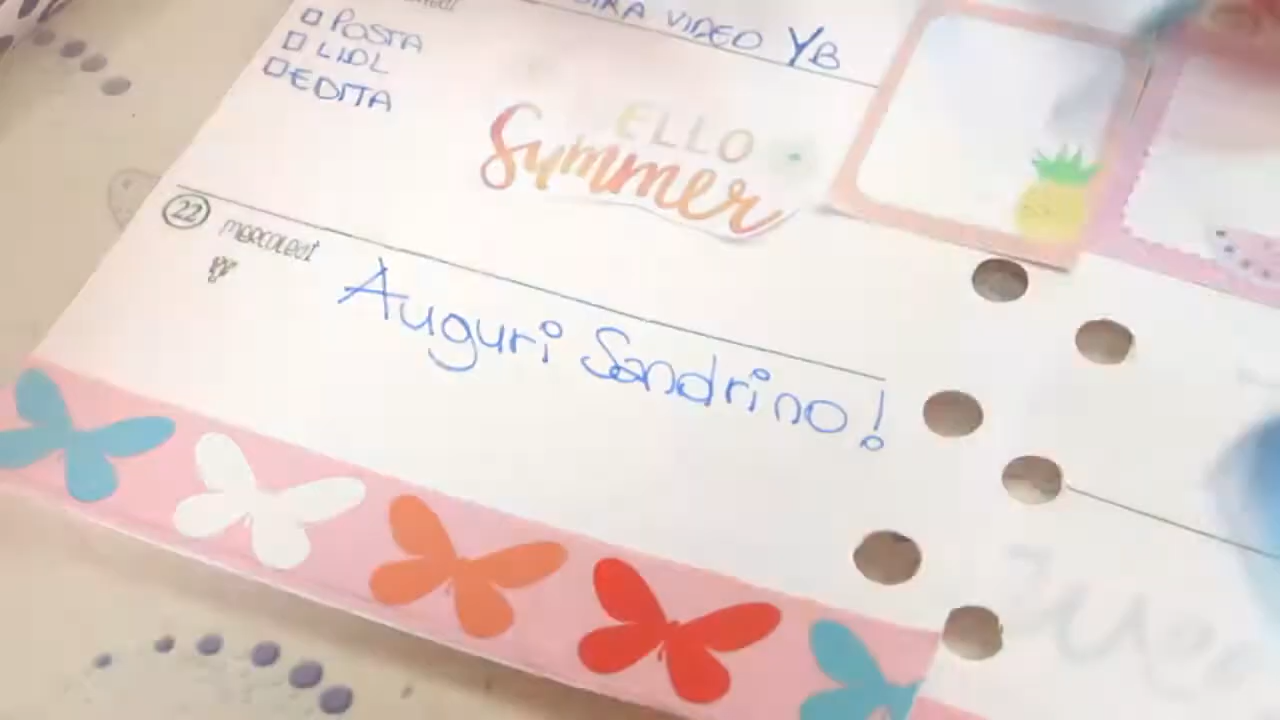 VIDEO YB
POSTA
LIDL
EDITA
ELLO
Summer
22 mercoledì
Auguri Sandrino!